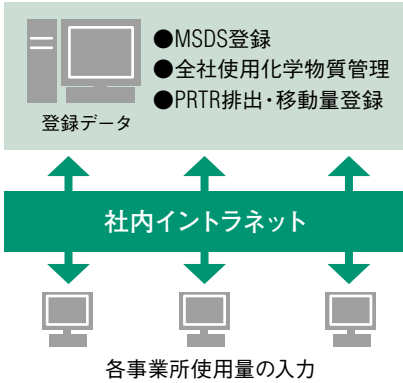 ●MSDS登録
●全社使用化学物質管理
●PRTR排出・移動量登録
登録データ
社内イントラネット
各事業所使用量の入力